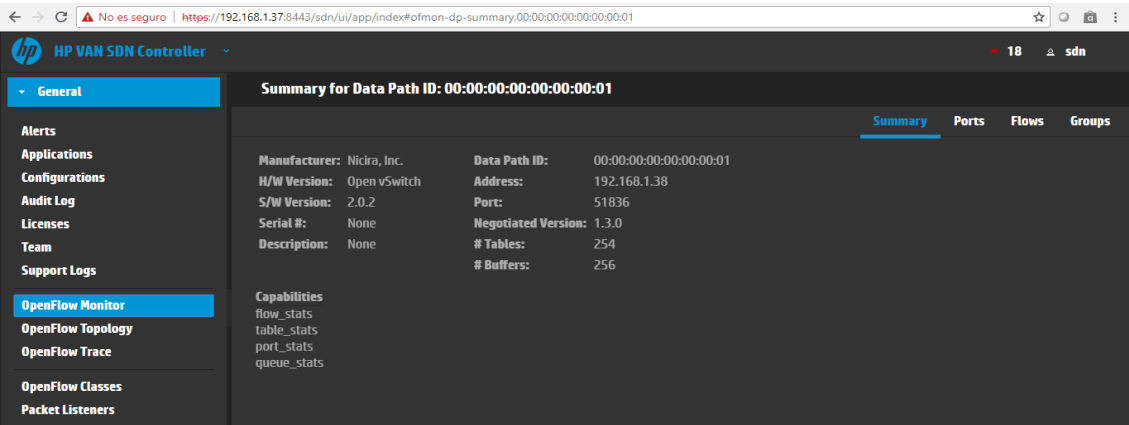 No es seguro | https://192.168.1.37:8443/sdn/ui/app/index#ofmon-dp-summary,00:00:00:00:00:00:00:01
hp HP VAN SDN Controller 18 sdn
General
Alerts
Applications
Configurations
Audit Log
Licenses
Team
Support Logs
OpenFlow Monitor
OpenFlow Topology
OpenFlow Trace
OpenFlow Classes
Packet Listeners
Summary for Data Path ID: 00:00:00:00:00:00:00:01
Summary Ports Flows Groups
Manufacturer: Nicira, Inc. Data Path ID: 00:00:00:00:00:00:00:01
H/W Version: Open vSwitch Address: 192.168.1.38
S/W Version: 2.0.2 Port: 51836
Serial #: None Negotiated Version: 1.3.0
Description: None # Tables: 254
# Buffers: 256
Capabilities
flow_stats
table_stats
port_stats
queue_stats